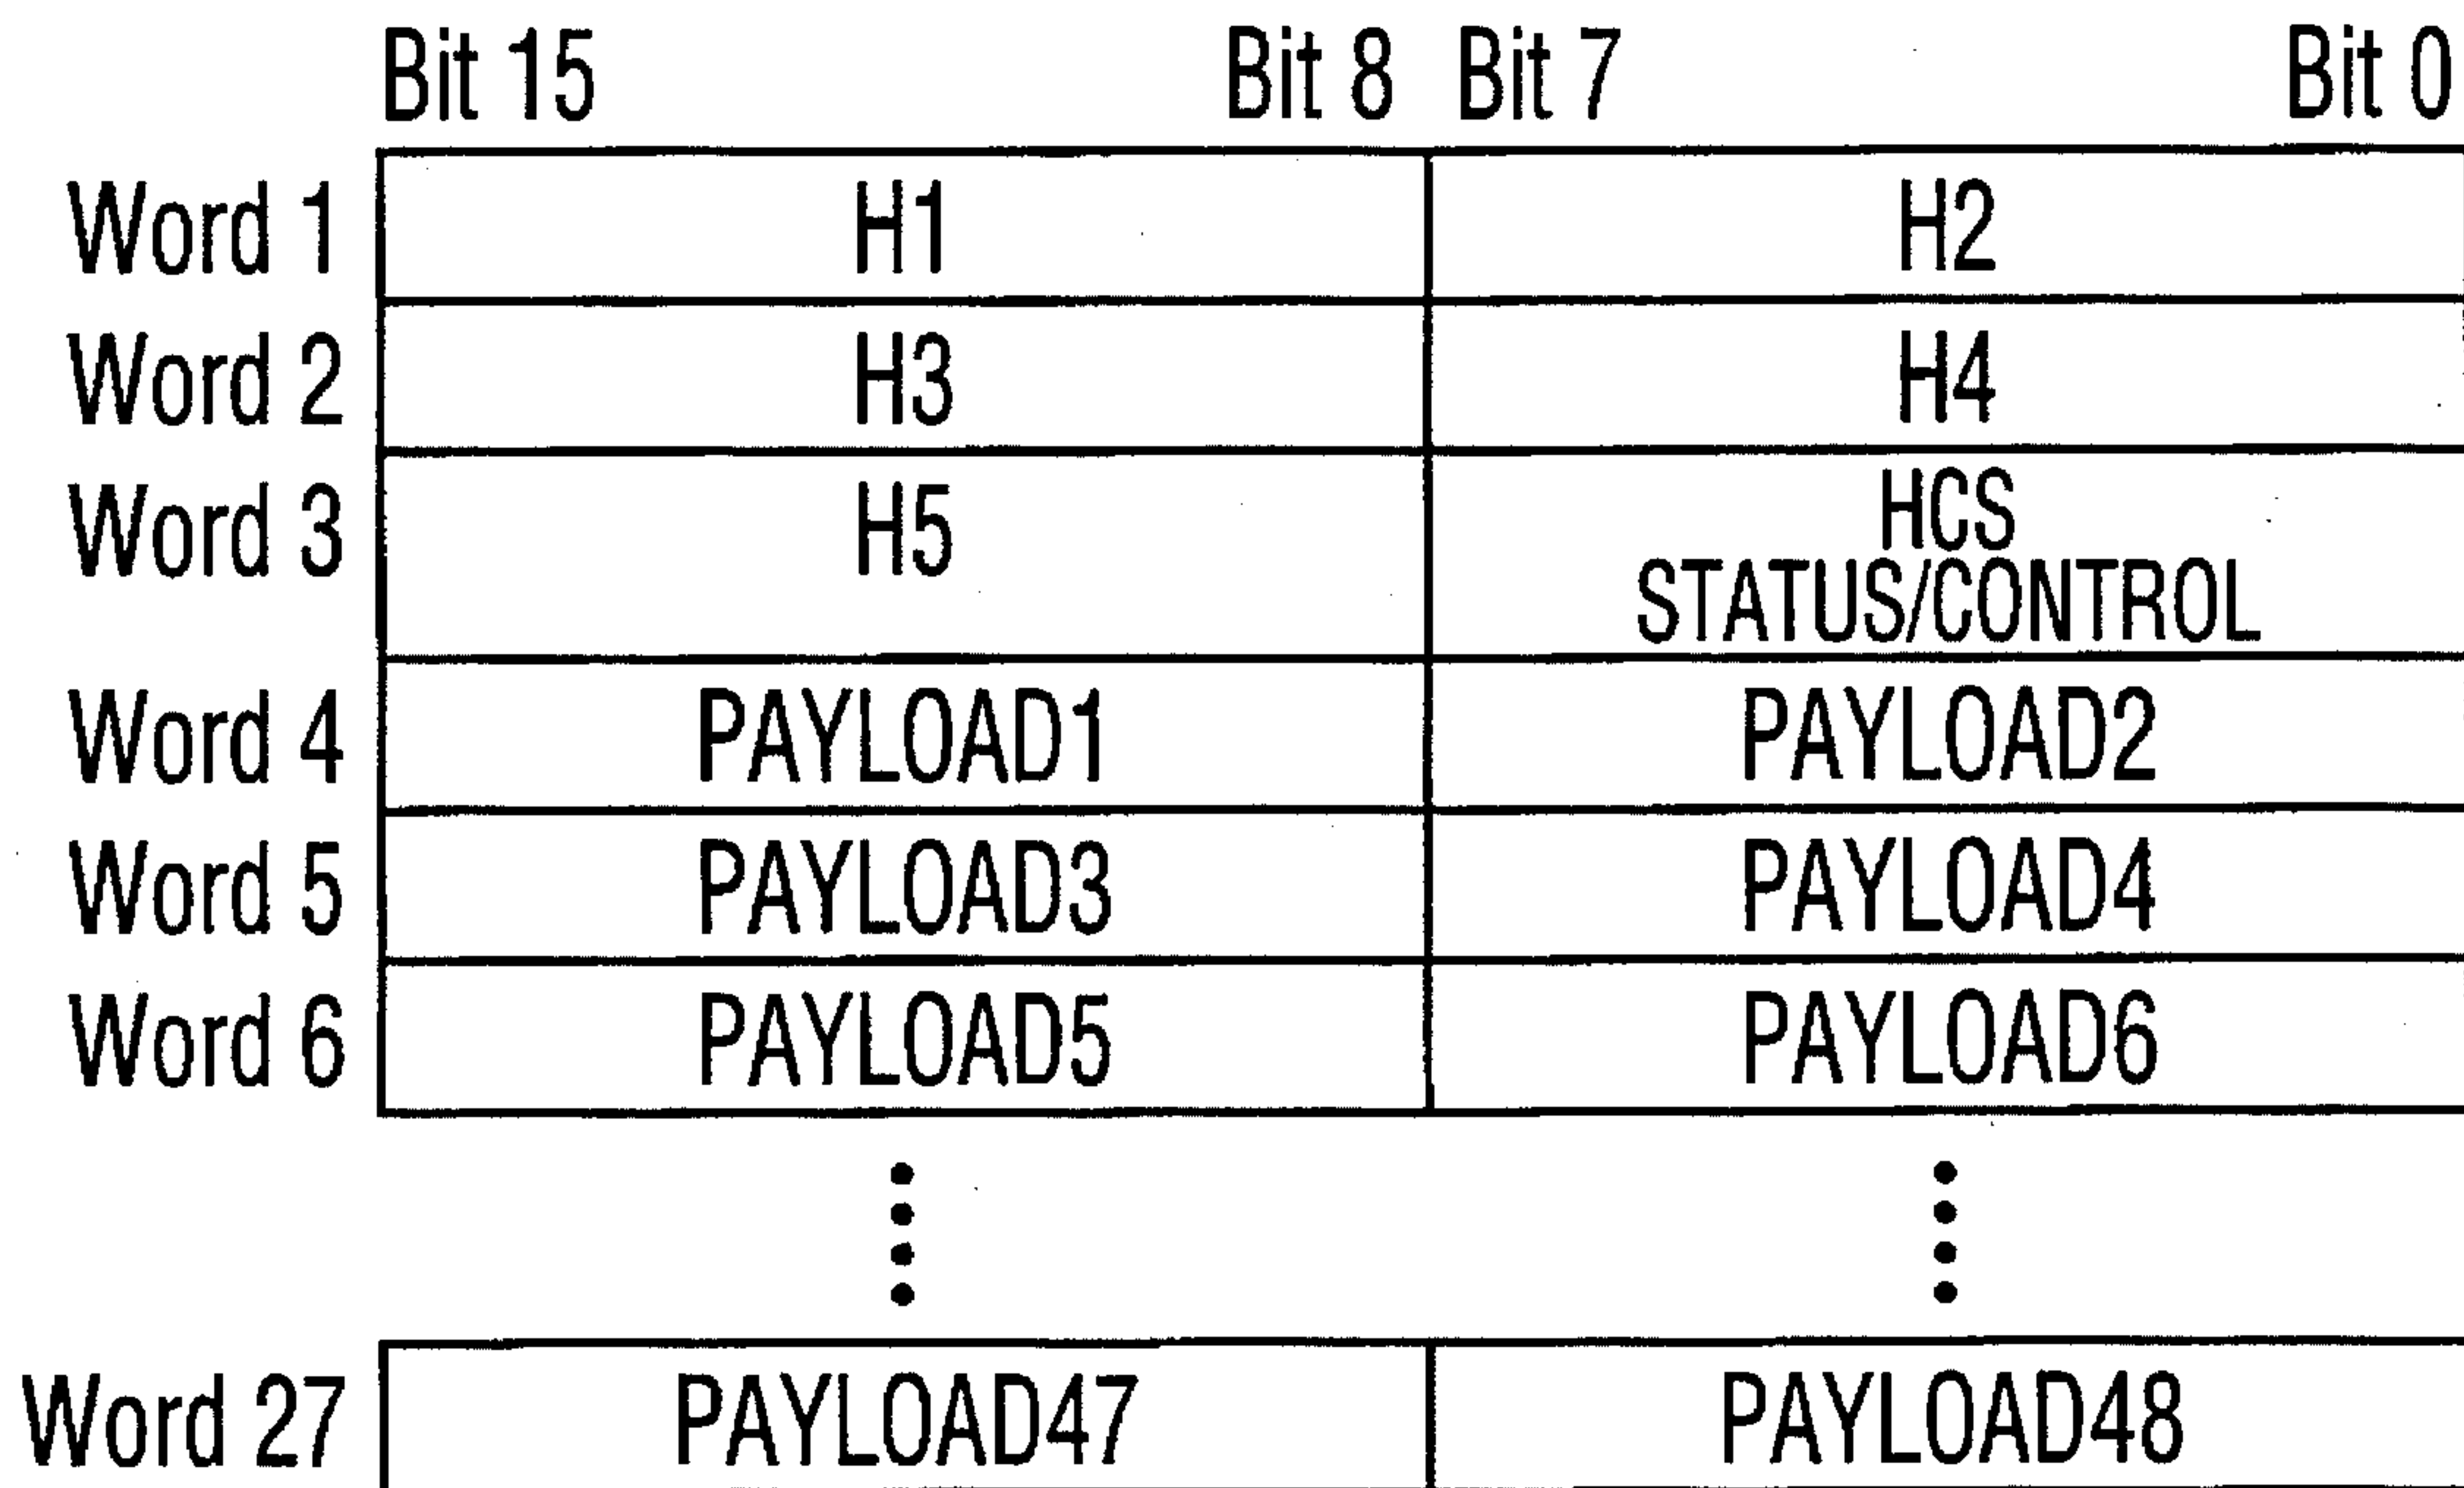 Bit 15 Bit 8 Bit 7 Bit 0
Word 1 H1 H2
Word 2 H3 H4
Word 3 H5 HCS
STATUS/CONTROL
Word 4 PAYLOAD1 PAYLOAD2
Word 5 PAYLOAD3 PAYLOAD4
Word 6 PAYLOAD5 PAYLOAD6
Word 27 PAYLOAD47 PAYLOAD48